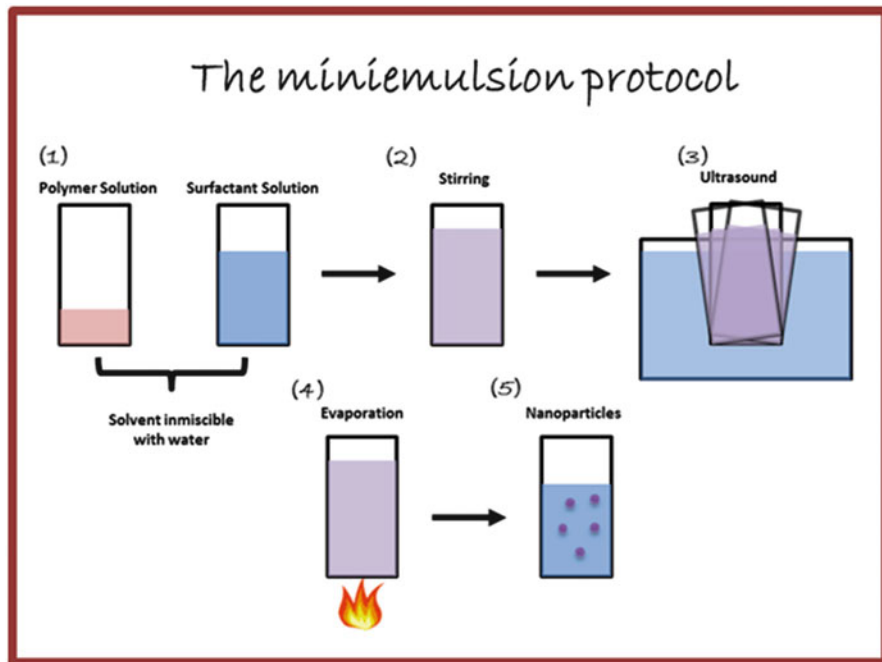 The miniemulsion protocol
(1)
Polymer Solution
Surfactant Solution
(2)
Stirring
(3)
Ultrasound
Solvent inmiscible
with water
(4)
Evaporation
(5)
Nanoparticles